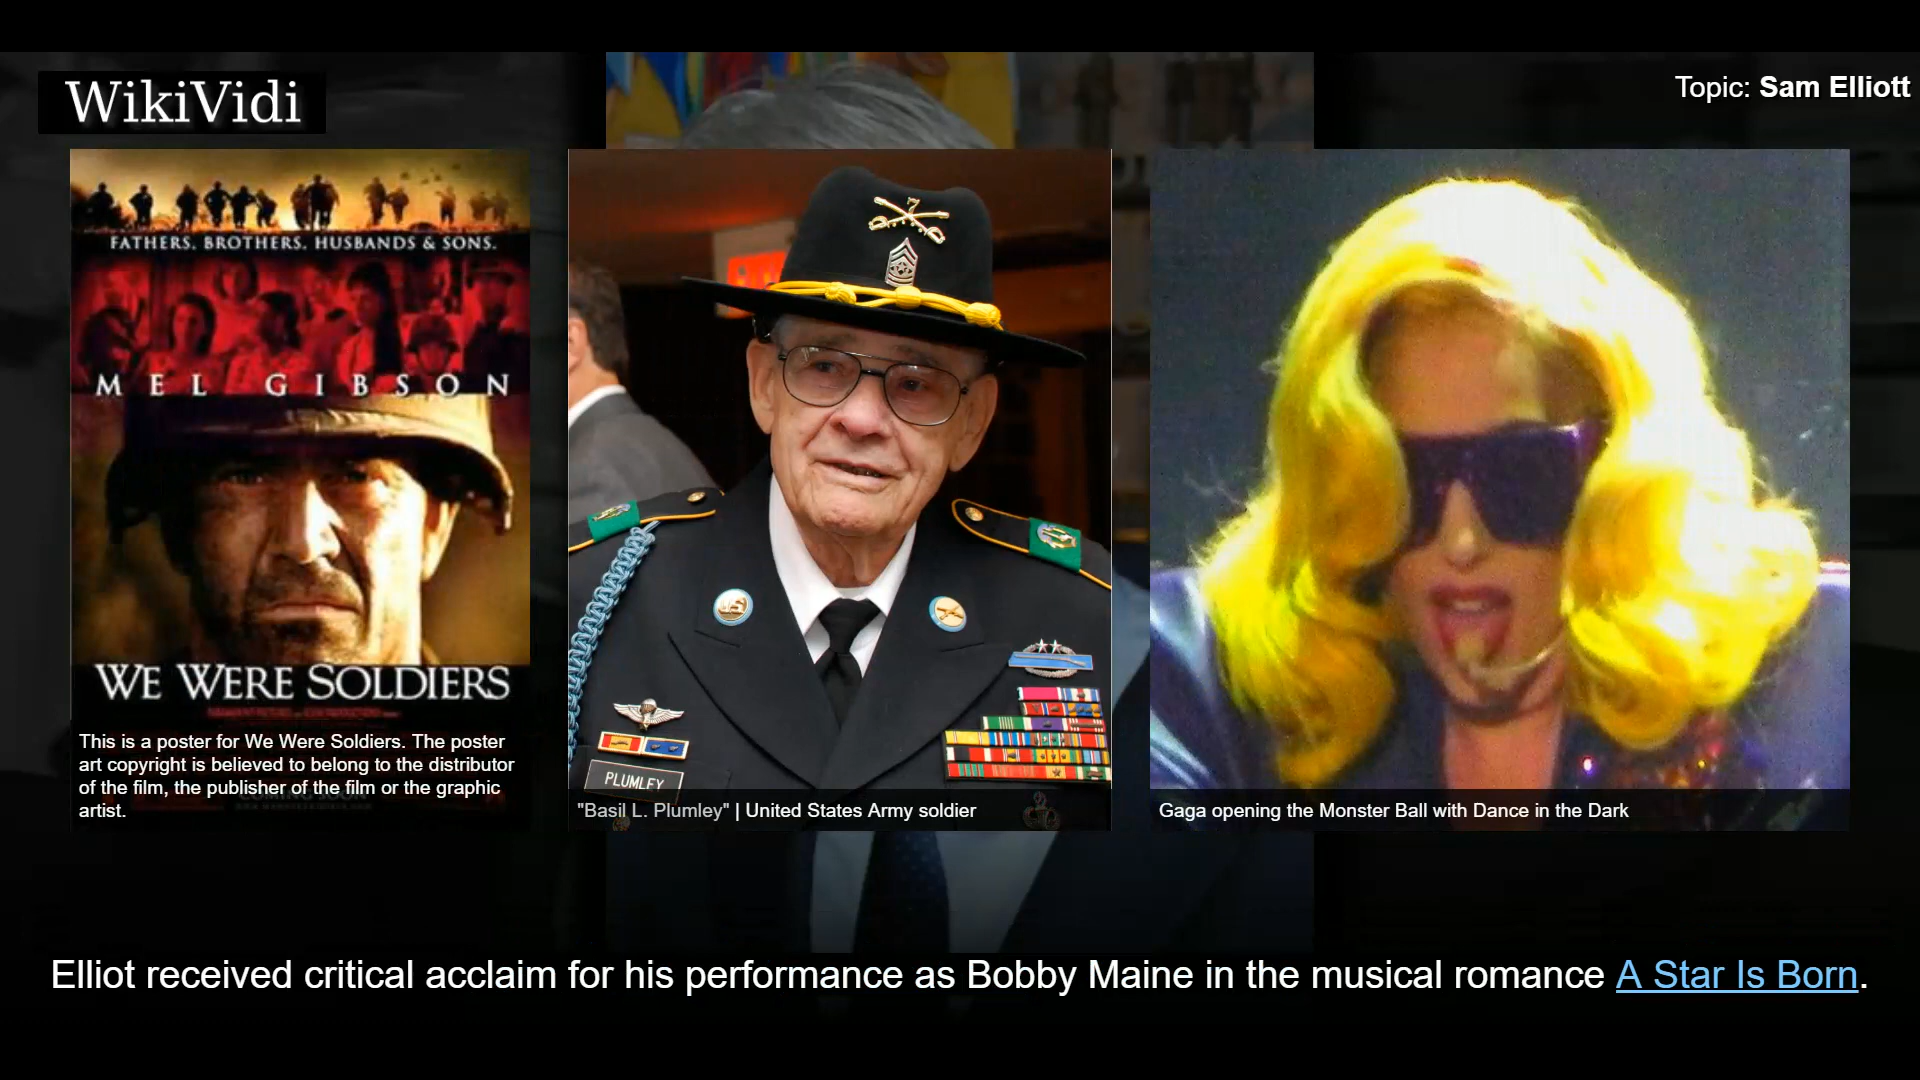 WikiVidi
Topic: Sam Elliott
FATHERS, BROTHERS, HUSBANDS & SONS.
MEL GIBSON
WE WERE SOLDIERS
This is a poster for We Were Soldiers. The poster
art copyright is believed to belong to the distributor
of the film, the publisher of the film or the graphic
artist.
7
US
PLUMLEY
"Basil L. Plumley" | United States Army soldier
Gaga opening the Monster Ball with Dance in the Dark
Elliot received critical acclaim for his performance as Bobby Maine in the musical romance A Star Is Born.